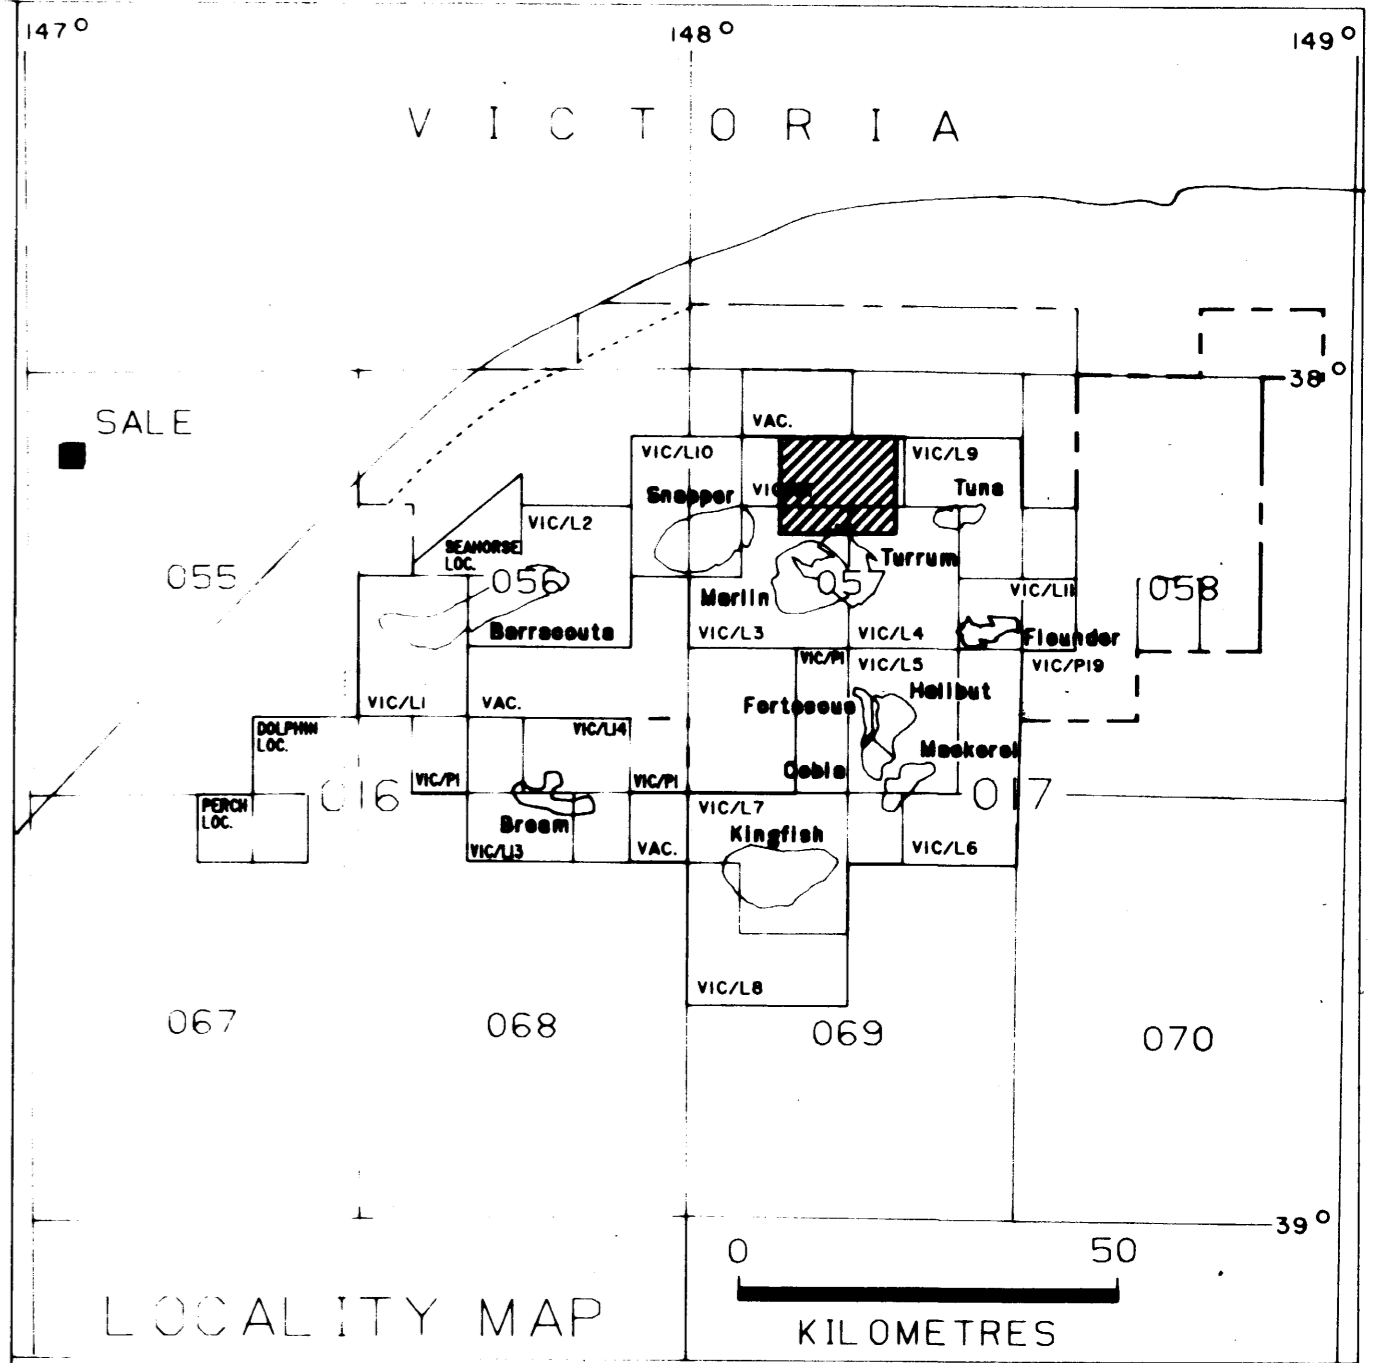 147°
148°
149°
VICTORIA
38°
SALE
VAC.
VIC/L10
VIC/L9
Snapper
Tuna
VIC/L2
SEAHORSE
LOC.
055
056
Turrum
05
058
Marlin
VIC/L11
Barracouta
VIC/L3
VIC/L4
Flounder
VIC/P1
VIC/L5
VIC/P19
Halibut
Fortescue
VIC/L1
VAC.
DOLPHIN
LOC.
VIC/L14
Mackerel
Cobia
VIC/P1
VIC/P1
016
017
PERCH
LOC.
VIC/L7
Bream
Kingfish
VIC/L13
VAC.
VIC/L6
VIC/L8
067
068
069
070
39°
0
50
LOCALITY MAP
KILOMETRES